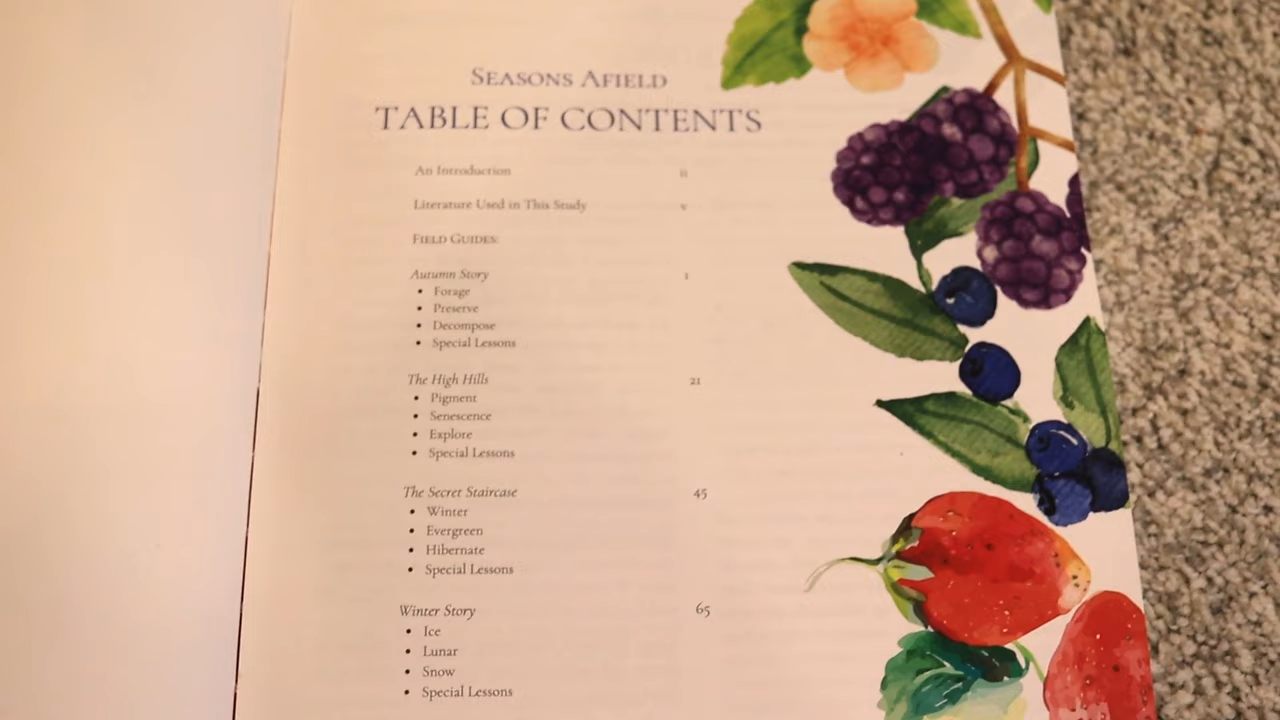 SEASONS AFIELD
TABLE OF CONTENTS
An Introduction ii
Literature Used in This Study v
FIELD GUIDES:
Autumn Story 1
• Forage
• Preserve
• Decompose
• Special Lessons
The High Hills 21
• Pigment
• Senescence
• Explore
• Special Lessons
The Secret Staircase 45
• Winter
• Evergreen
• Hibernate
• Special Lessons
Winter Story 65
• Ice
• Lunar
• Snow
• Special Lessons